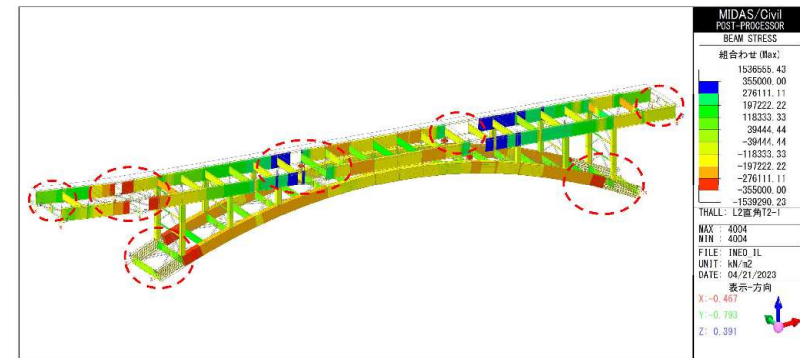 MIDAS/Civil
POST-PROCESSOR
BEAM STRESS
組合わせ(Max)
1536555.43
355000.00
276111.11
197222.22
118333.33
39444.44
-39444.44
-118333.33
-197222.22
-276111.11
-355000.00
-1539290.23
THALL: L2直角T2-1
MAX : 4004
MIN : 4004
FILE: INEO_1L
UNIT: kN/m2
DATE: 04/21/2023
表示-方向
X:-0.467
Y:-0.793
Z: 0.391